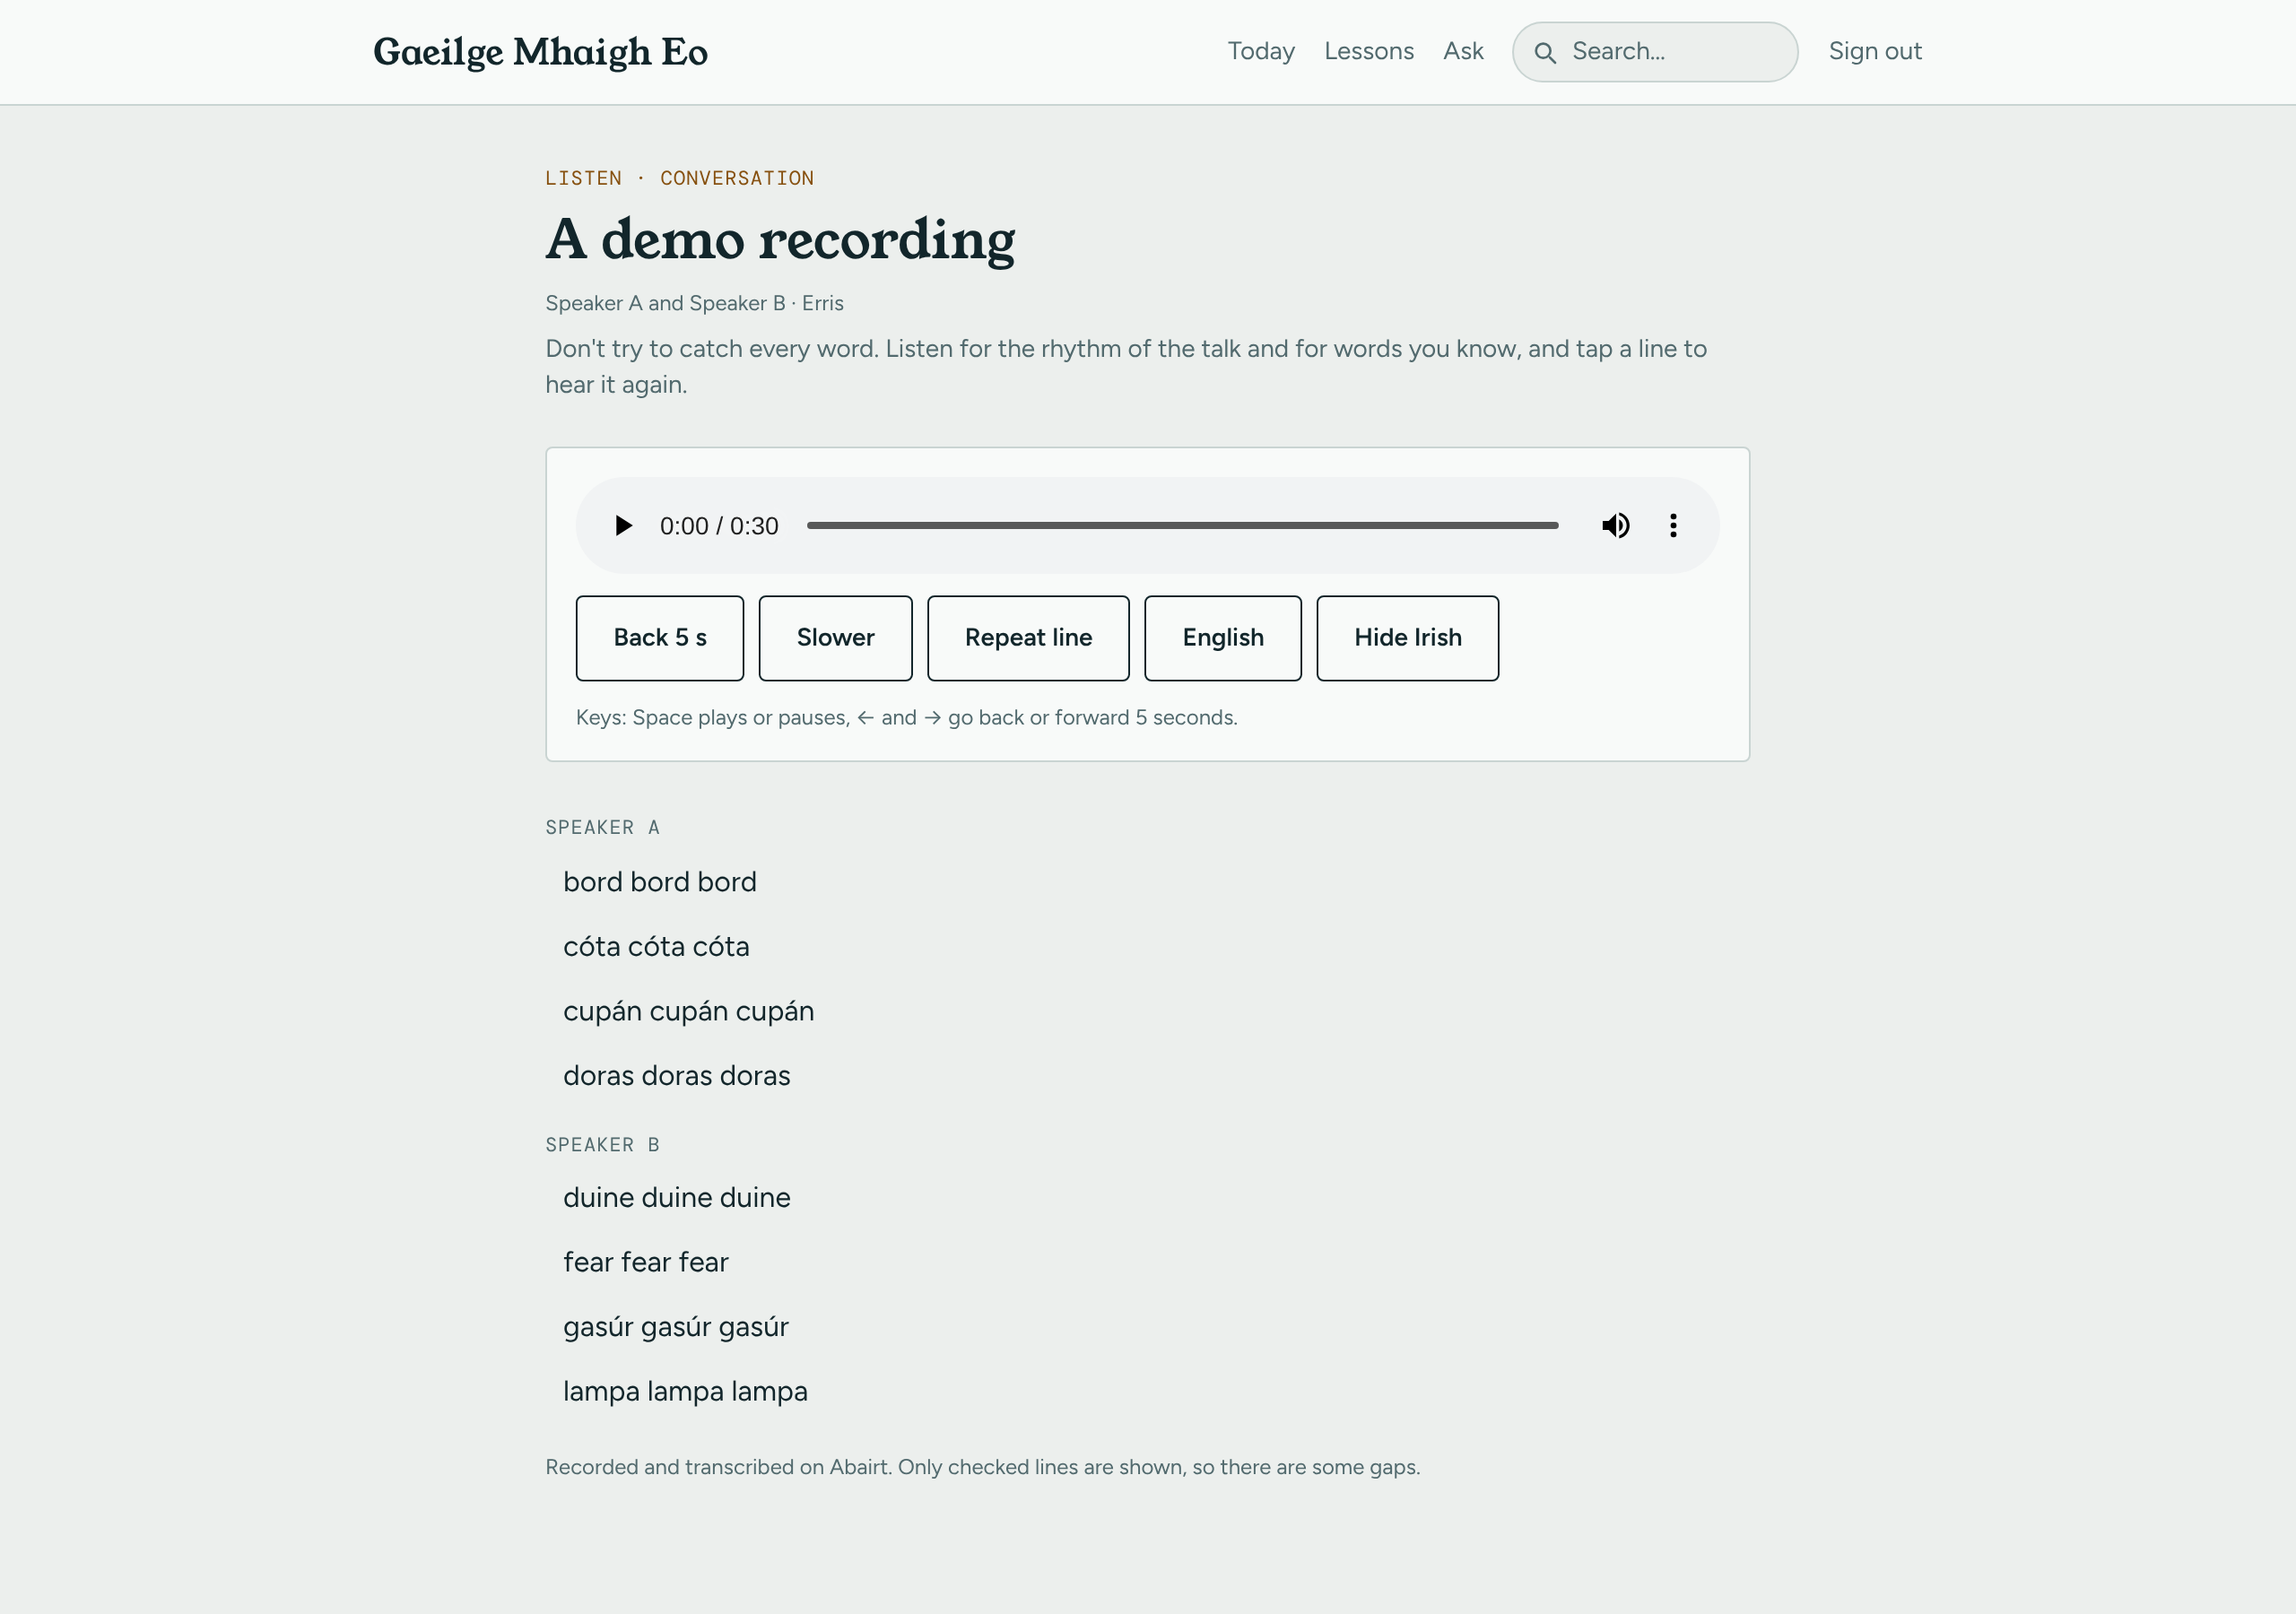 Gaeilge Mhaigh Eo
Today Lessons Ask Search... Sign out
LISTEN · CONVERSATION
A demo recording
Speaker A and Speaker B · Erris
Don't try to catch every word. Listen for the rhythm of the talk and for words you know, and tap a line to
hear it again.
0:00 / 0:30
Back 5 s Slower Repeat line English Hide Irish
Keys: Space plays or pauses, ← and → go back or forward 5 seconds.
SPEAKER A
bord bord bord
cóta cóta cóta
cupán cupán cupán
doras doras doras
SPEAKER B
duine duine duine
fear fear fear
gasúr gasúr gasúr
lampa lampa lampa
Recorded and transcribed on Abairt. Only checked lines are shown, so there are some gaps.